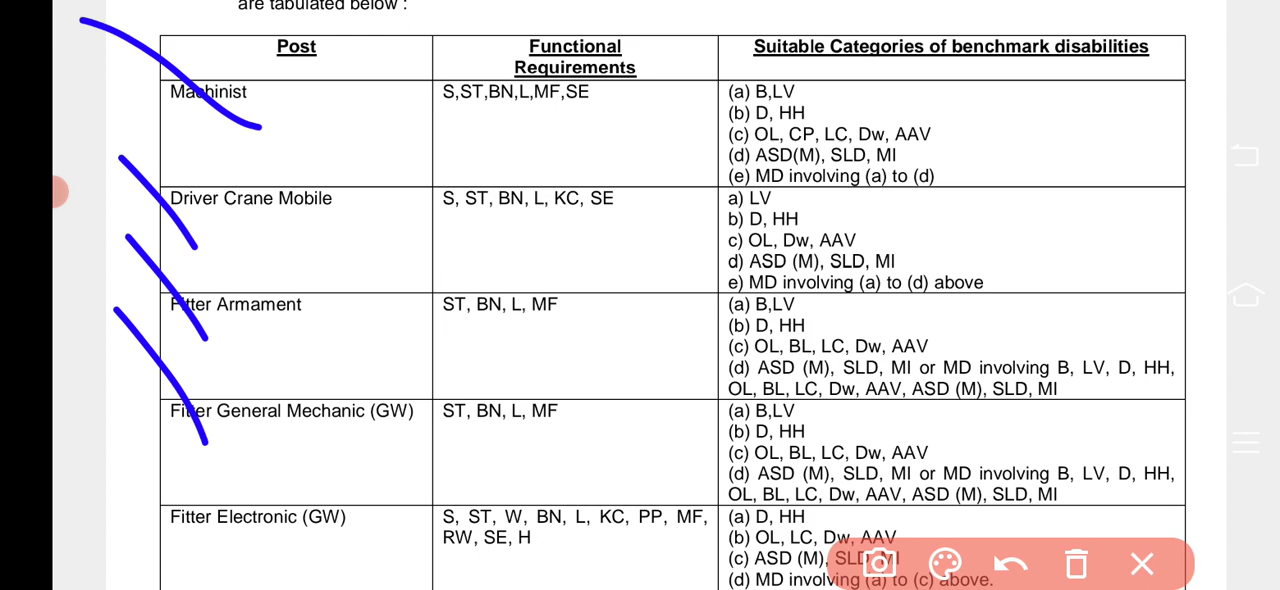 are tabulated below :
Post
Functional
Requirements
Suitable Categories of benchmark disabilities
Machinist
S,ST,BN,L,MF,SE
(a) B,LV
(b) D, HH
(c) OL, CP, LC, Dw, AAV
(d) ASD(M), SLD, MI
(e) MD involving (a) to (d)
Driver Crane Mobile
S, ST, BN, L, KC, SE
a) LV
b) D, HH
c) OL, Dw, AAV
d) ASD (M), SLD, MI
e) MD involving (a) to (d) above
Fitter Armament
ST, BN, L, MF
(a) B,LV
(b) D, HH
(c) OL, BL, LC, Dw, AAV
(d) ASD (M), SLD, MI or MD involving B, LV, D, HH,
OL, BL, LC, Dw, AAV, ASD (M), SLD, MI
Fitter General Mechanic (GW)
ST, BN, L, MF
(a) B,LV
(b) D, HH
(c) OL, BL, LC, Dw, AAV
(d) ASD (M), SLD, MI or MD involving B, LV, D, HH,
OL, BL, LC, Dw, AAV, ASD (M), SLD, MI
Fitter Electronic (GW)
S, ST, W, BN, L, KC, PP, MF,
RW, SE, H
(a) D, HH
(b) OL, LC, Dw, AAV
(c) ASD (M), SLD, MI
(d) MD involving (a) to (c) above.